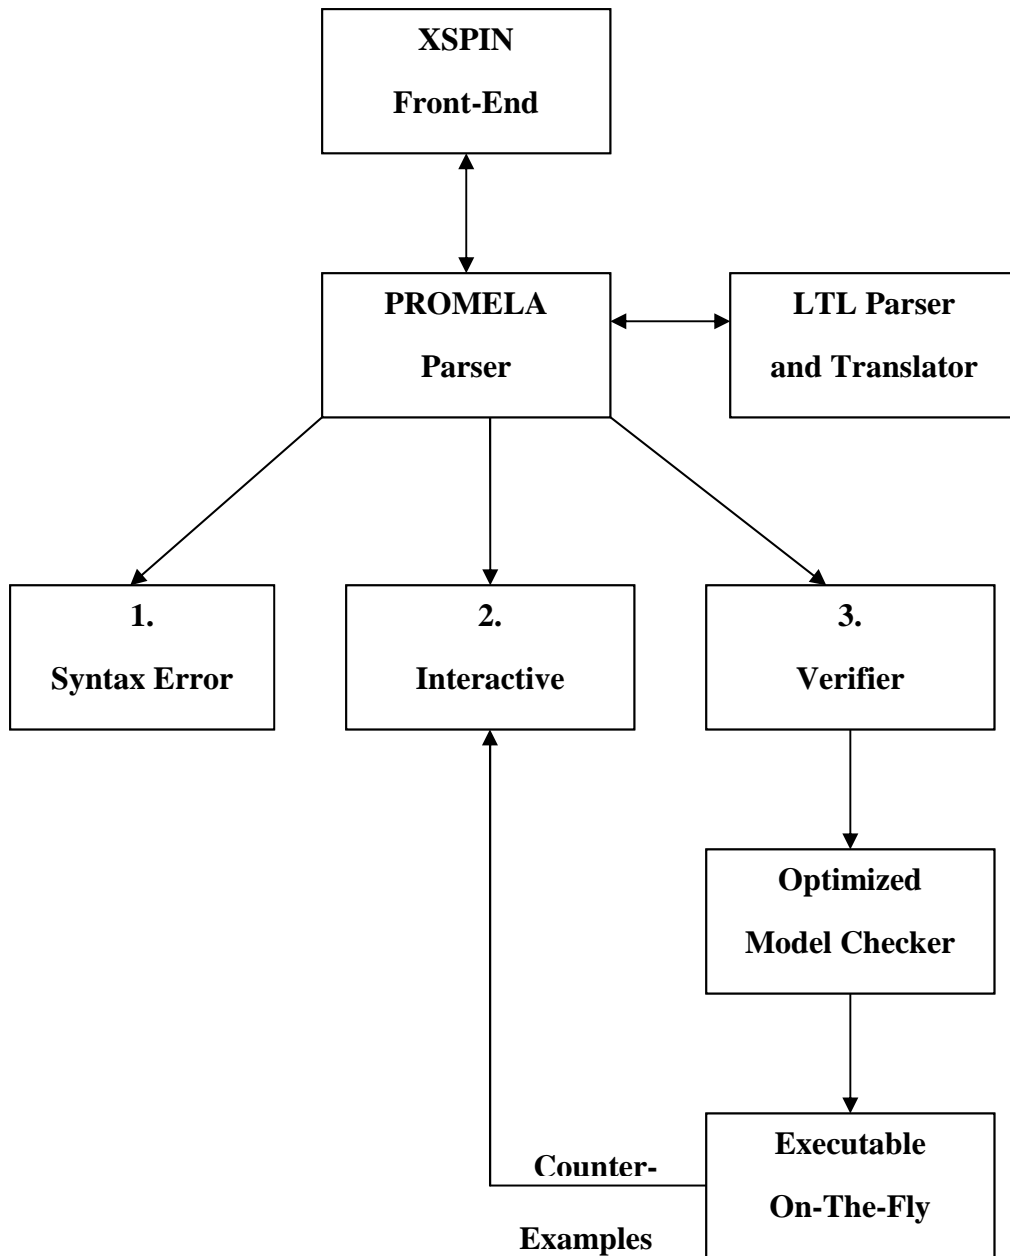 XSPIN
Front-End
PROMELA
Parser
LTL Parser
and Translator
1.
Syntax Error
2.
Interactive
3.
Verifier
Optimized
Model Checker
Executable
On-The-Fly
Counter-
Examples